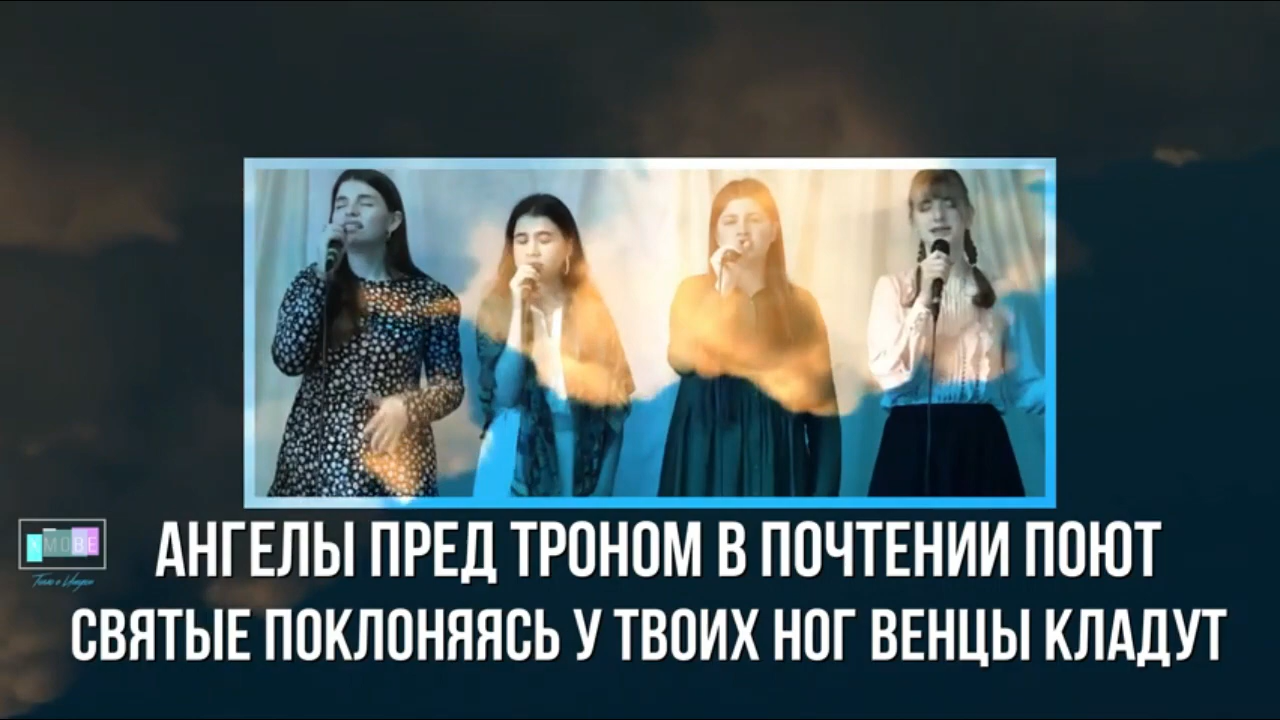 АНГЕЛЫ ПРЕД ТРОНОМ В ПОЧТЕНИИ ПОЮТ
СВЯТЫЕ ПОКЛОНЯЯСЬ У ТВОИХ НОГ ВЕНЦЫ КЛАДУТ